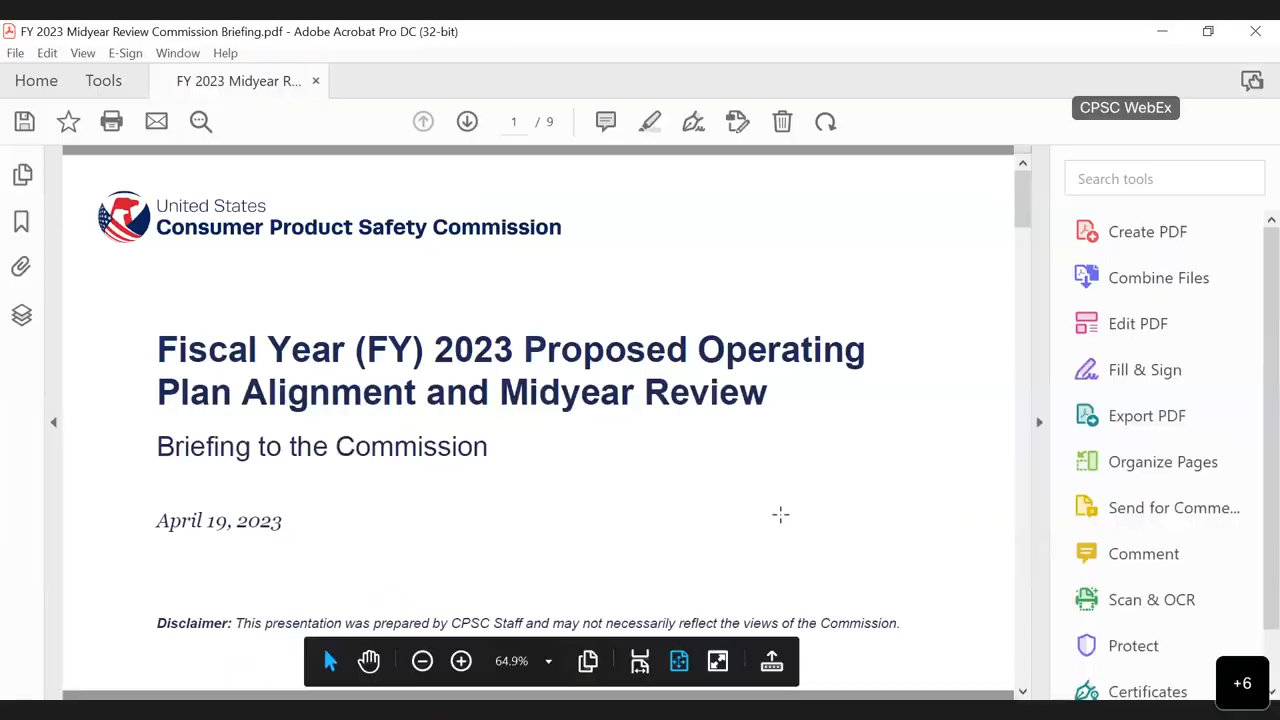 FY 2023 Midyear Review Commission Briefing.pdf - Adobe Acrobat Pro DC (32-bit)
File Edit View E-Sign Window Help
Home Tools FY 2023 Midyear R... ×
CPSC WebEx
1 / 9
Search tools
United States
Consumer Product Safety Commission
Fiscal Year (FY) 2023 Proposed Operating
Plan Alignment and Midyear Review
Briefing to the Commission
April 19, 2023
Disclaimer: This presentation was prepared by CPSC Staff and may not necessarily reflect the views of the Commission.
64.9%
Create PDF
Combine Files
Edit PDF
Fill & Sign
Export PDF
Organize Pages
Send for Comme...
Comment
Scan & OCR
Protect
Certificates
+6